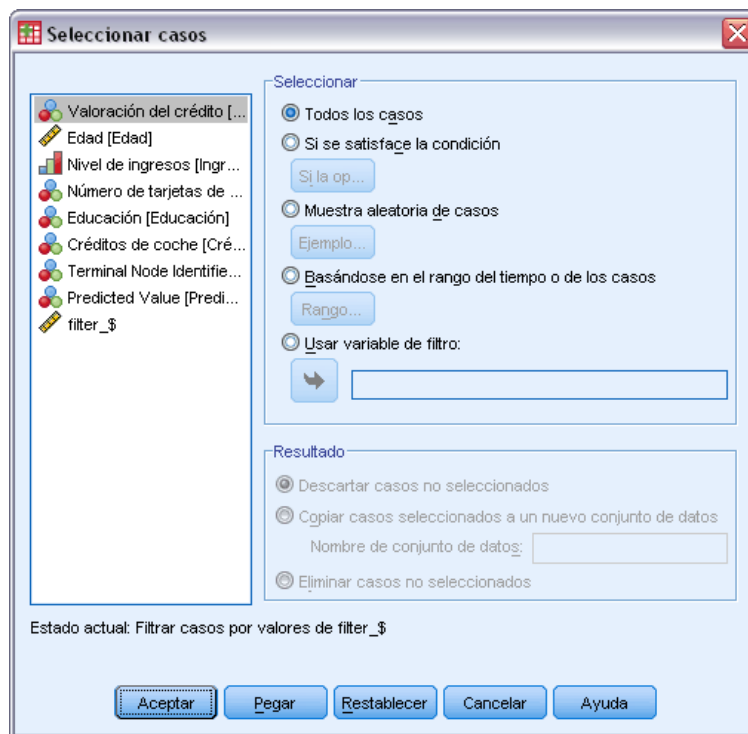 Seleccionar casos
Valoración del crédito [...
Edad [Edad]
Nivel de ingresos [Ingr...
Número de tarjetas de ...
Educación [Educación]
Créditos de coche [Cré...
Terminal Node Identifie...
Predicted Value [Predi...
filter_$
Seleccionar
Todos los casos
Si se satisface la condición
Si la op...
Muestra aleatoria de casos
Ejemplo...
Basándose en el rango del tiempo o de los casos
Rango...
Usar variable de filtro:
Resultado
Descartar casos no seleccionados
Copiar casos seleccionados a un nuevo conjunto de datos
Nombre de conjunto de datos:
Eliminar casos no seleccionados
Estado actual: Filtrar casos por valores de filter_$
Aceptar
Pegar
Restablecer
Cancelar
Ayuda